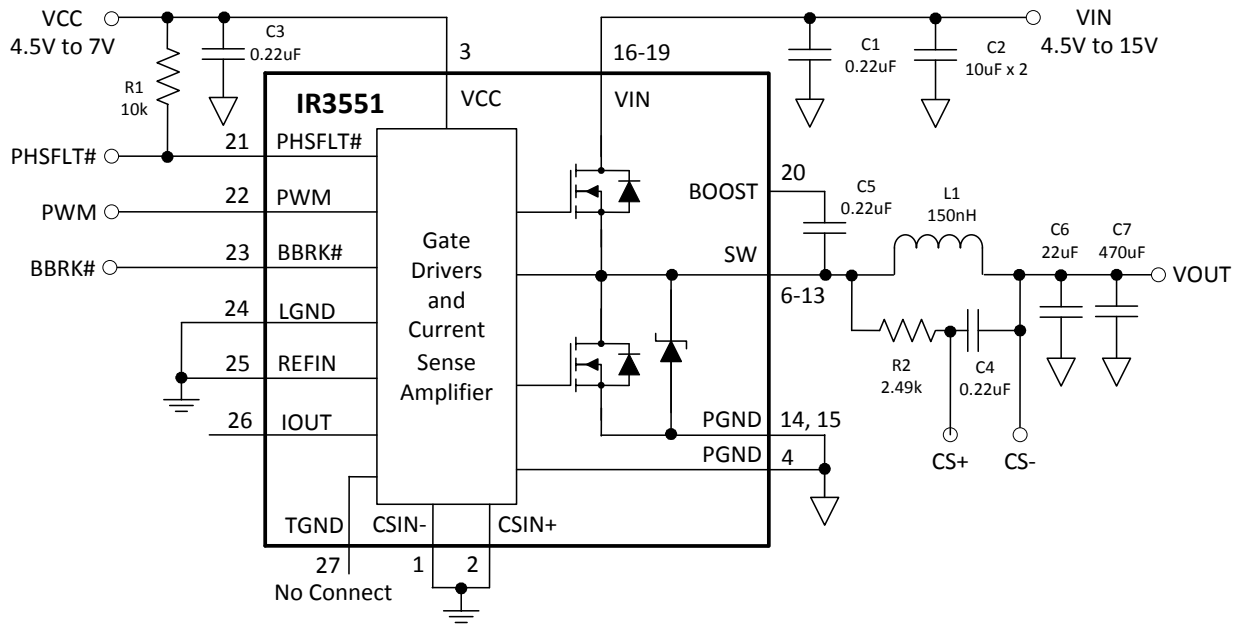 VCC
4.5V to 7V
C3
0.22uF
3
16-19
C1
0.22uF
C2
10uF x 2
VIN
4.5V to 15V
R1
10k
IR3551
VCC
VIN
PHSFLT#
21
PHSFLT#
PWM
22
PWM
BBRK#
23
BBRK#
24
LGND
25
REFIN
26
IOUT
Gate
Drivers
and
Current
Sense
Amplifier
BOOST
20
C5
0.22uF
L1
150nH
C6
22uF
C7
470uF
SW
6-13
VOUT
R2
2.49k
C4
0.22uF
CS+
CS-
PGND
14, 15
PGND
4
TGND
CSIN-
CSIN+
27
1
2
No Connect